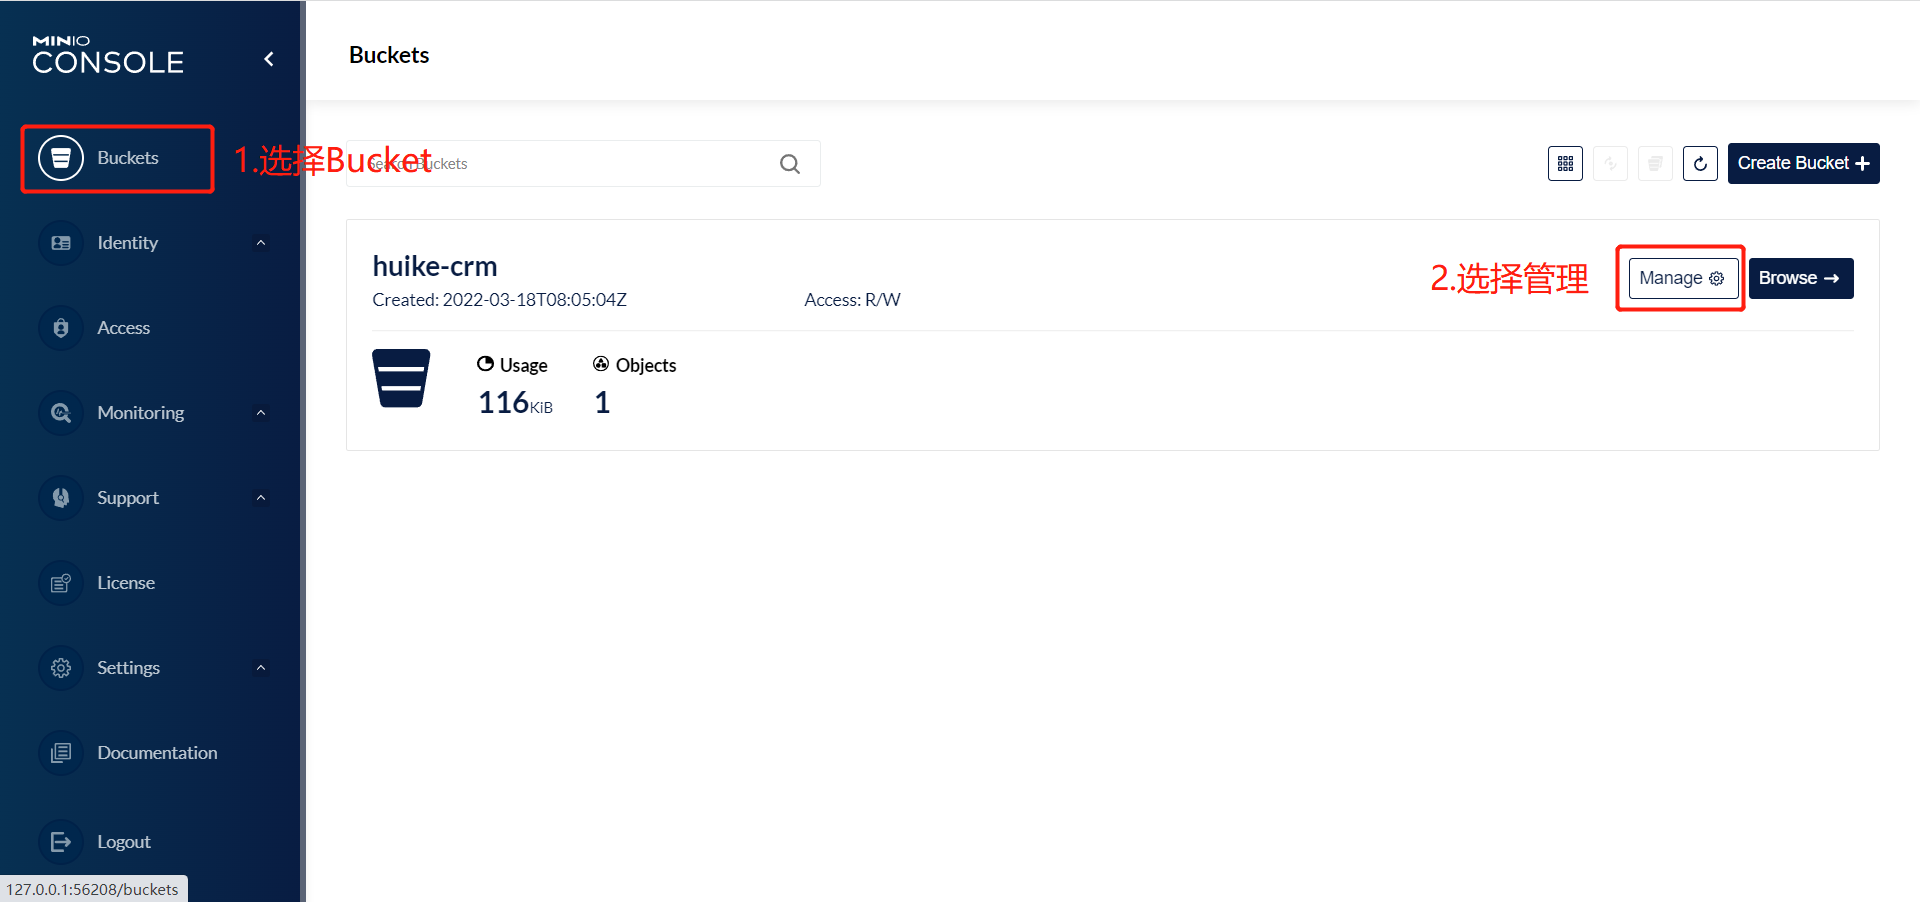 MINIO
CONSOLE
Buckets
Buckets
1.选择Bucket
Search Buckets
Create Bucket
Identity
huike-crm
Created: 2022-03-18T08:05:04Z
Access: R/W
2.选择管理
Manage
Browse
Access
Usage
Objects
116KiB
1
Monitoring
Support
License
Settings
Documentation
Logout
127.0.0.1:56208/buckets